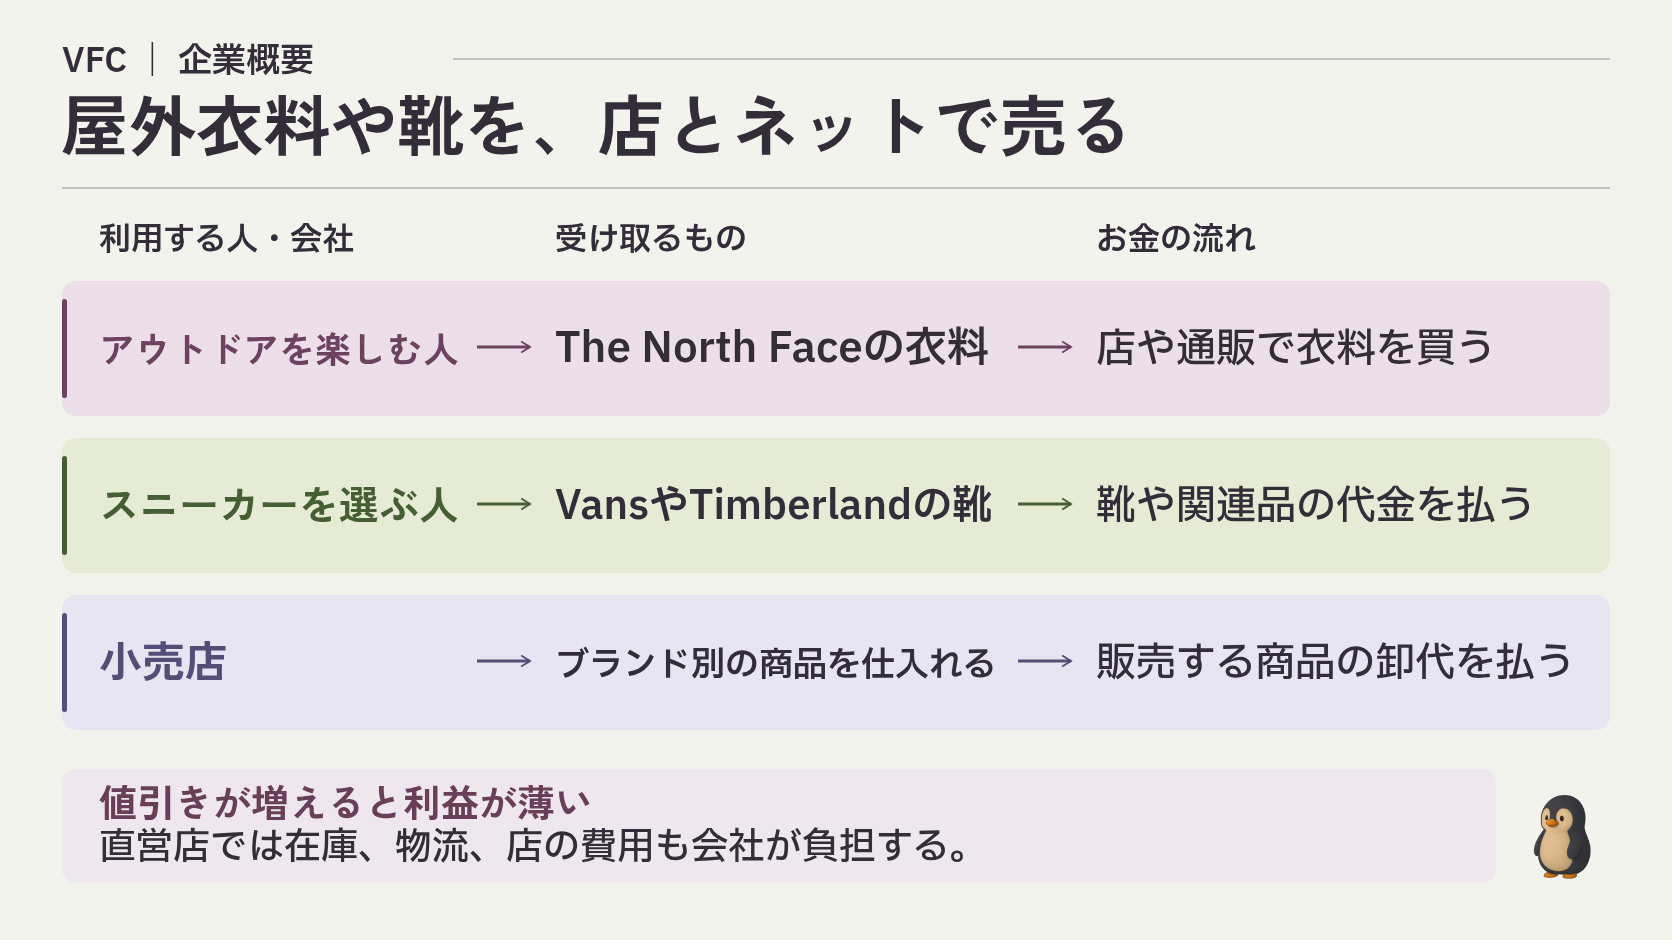 VFC｜企業概要
屋外衣料や靴を、店とネットで売る
利用する人・会社 受け取るもの お金の流れ
アウトドアを楽しむ人 → The North Faceの衣料 → 店や通販で衣料を買う
スニーカーを選ぶ人 → VansやTimberlandの靴 → 靴や関連品の代金を払う
小売店 → ブランド別の商品を仕入れる → 販売する商品の卸代を払う
値引きが増えると利益が薄い
直営店では在庫、物流、店の費用も会社が負担する。